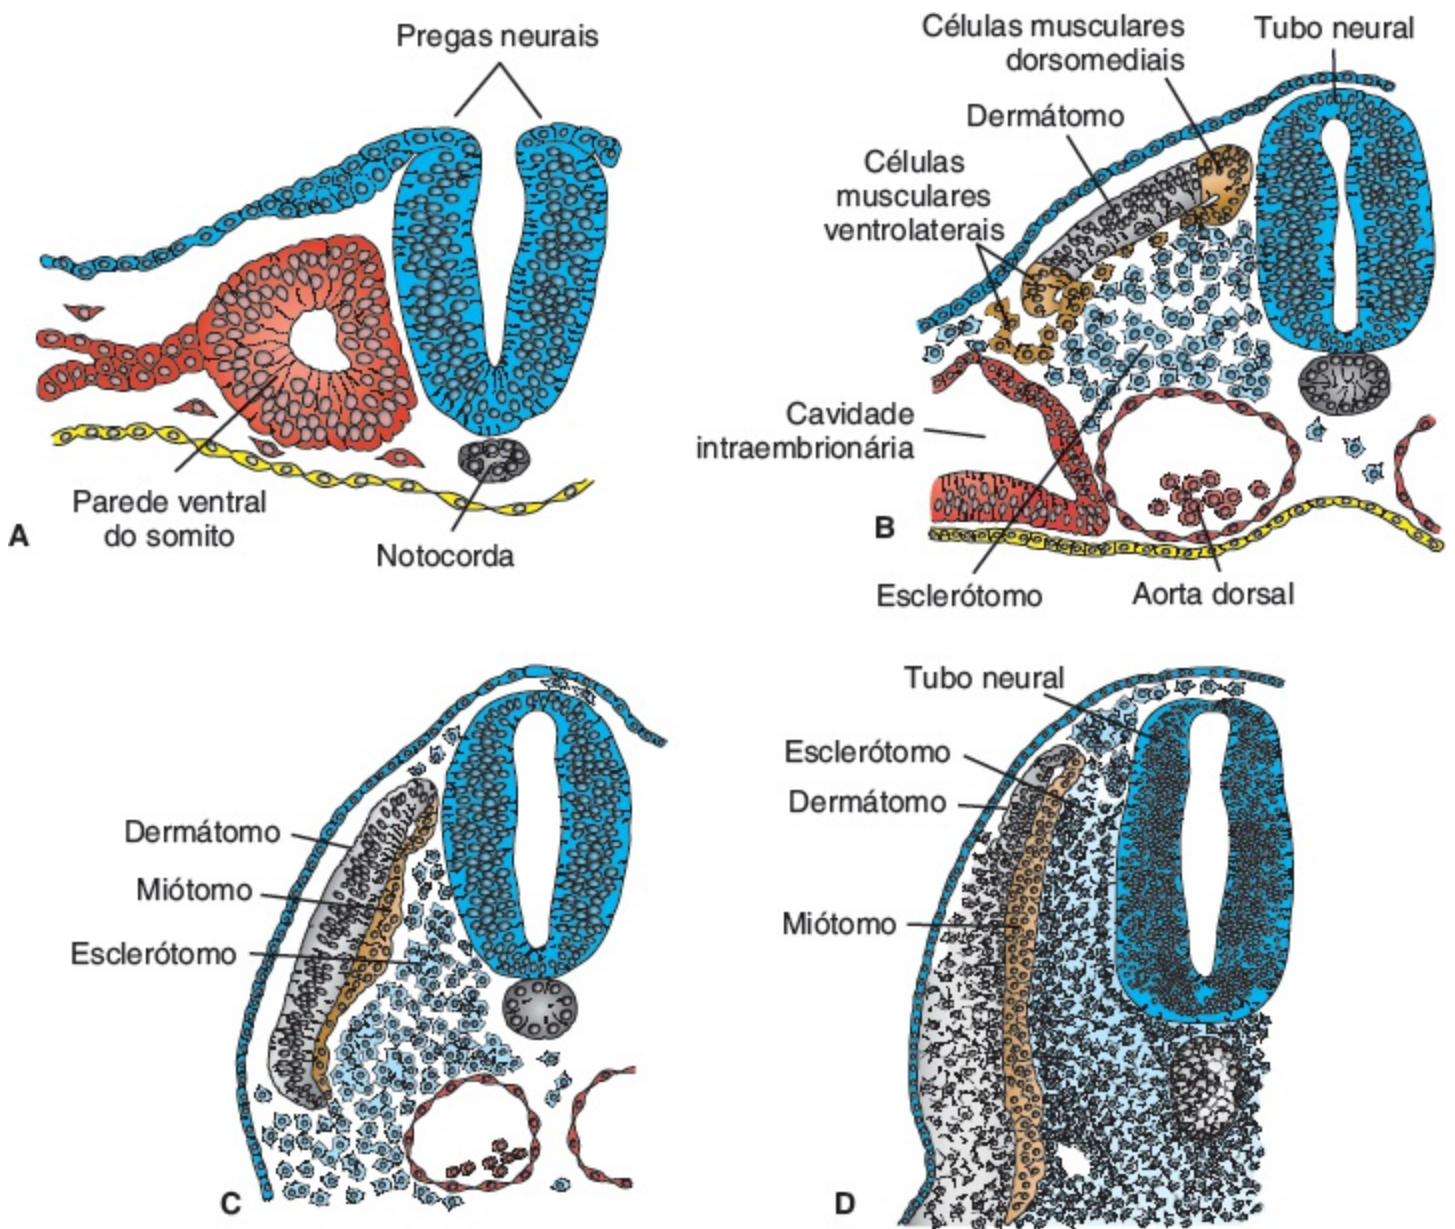 Pregas neurais
Parede ventral
do somito
Notocorda
A
Células musculares
dorsomediais
Tubo neural
Dermátomo
Células
musculares
ventrolaterais
Cavidade
intraembrionária
B
Esclerótomo
Aorta dorsal
Dermátomo
Miótomo
Esclerótomo
C
Tubo neural
Esclerótomo
Dermátomo
Miótomo
D